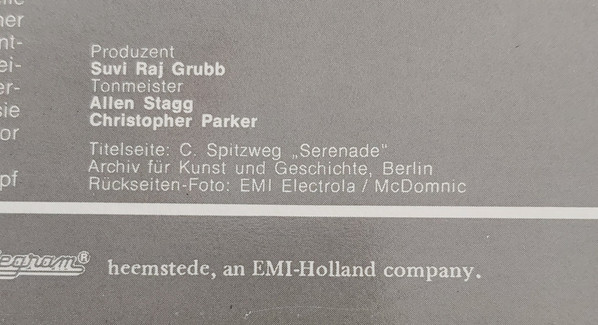 Produzent
Suvi Raj Grubb
Tonmeister
Allen Stagg
Christopher Parker
Titelseite: C. Spitzweg „Serenade“
Archiv für Kunst und Geschichte, Berlin
Rückseiten-Foto: EMI Electrola / McDomnic
heemstede, an EMI-Holland company.